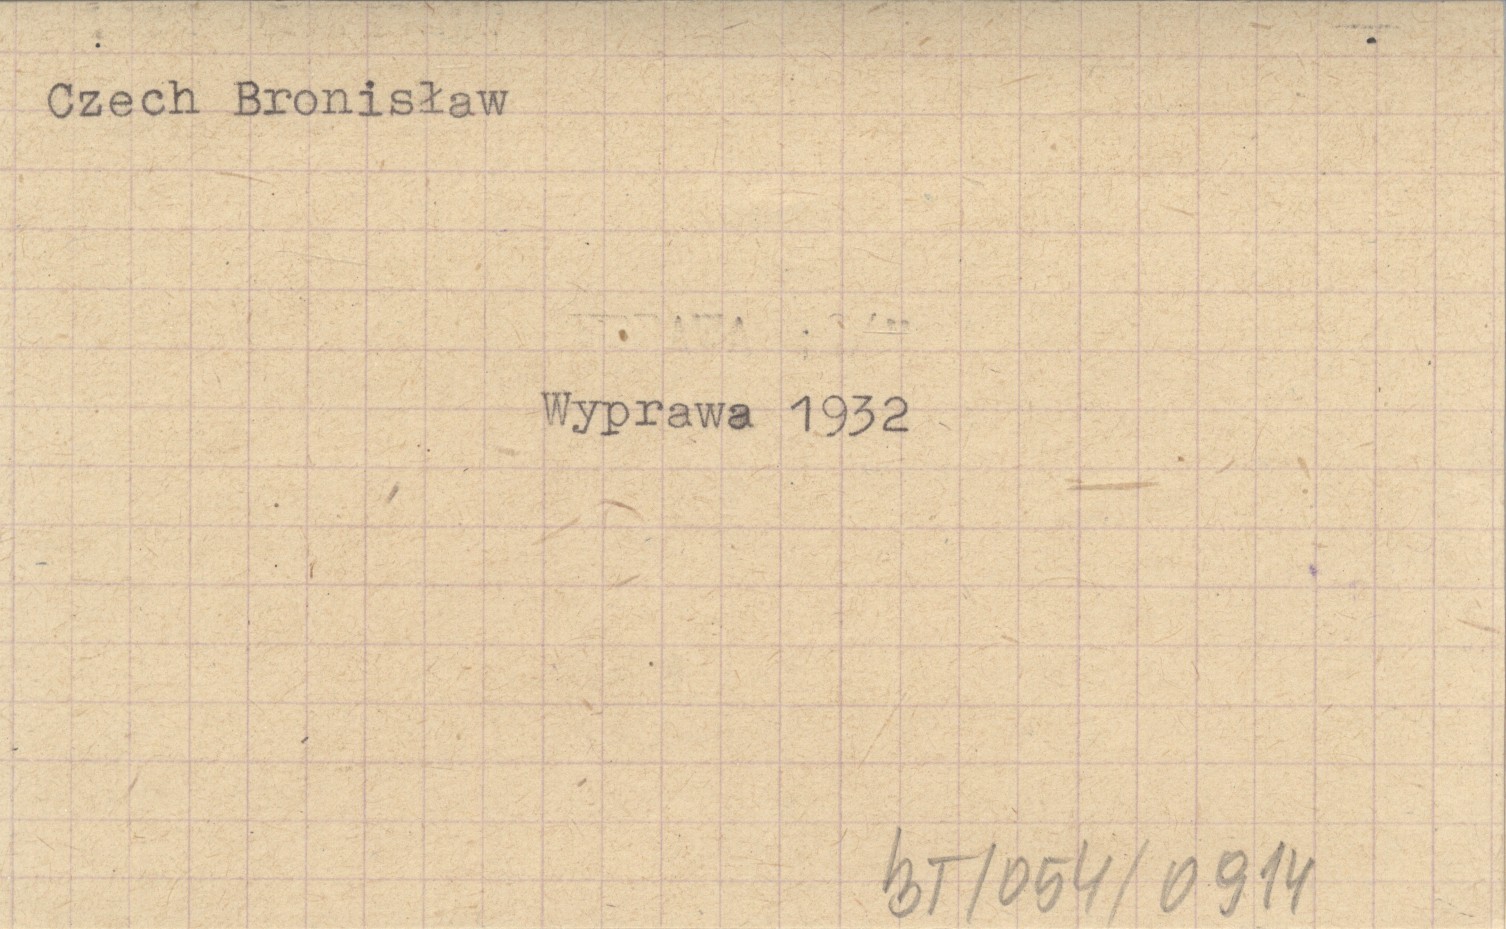 Czech Bronisław
Wyprawa 1932
BT/054/0914